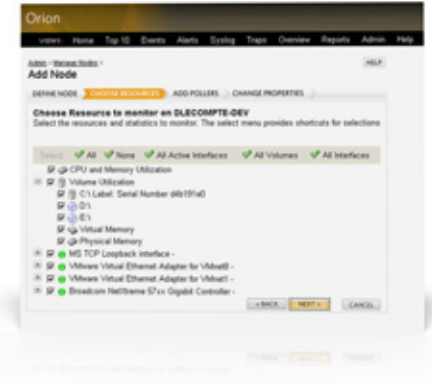 Orion
VIEWS: Home Top 10 Events Alerts Syslog Traps Overview Reports Admin Help
Admin › Manage Nodes ›
HELP
Add Node
DEFINE NODE CHOOSE RESOURCES ADD POLLERS CHANGE PROPERTIES
Choose Resource to monitor on DLECOMPTE-DEV
Select the resources and statistics to monitor. The select menu provides shortcuts for selections
Select: All None All Active Interfaces All Volumes All Interfaces
CPU and Memory Utilization
Volume Utilization
C:\ Label: Serial Number d4b191a0
D:\
E:\
Virtual Memory
Physical Memory
MS TCP Loopback interface -
VMware Virtual Ethernet Adapter for VMnet8 -
VMware Virtual Ethernet Adapter for VMnet1 -
Broadcom NetXtreme 57xx Gigabit Controller -
« BACK NEXT » CANCEL